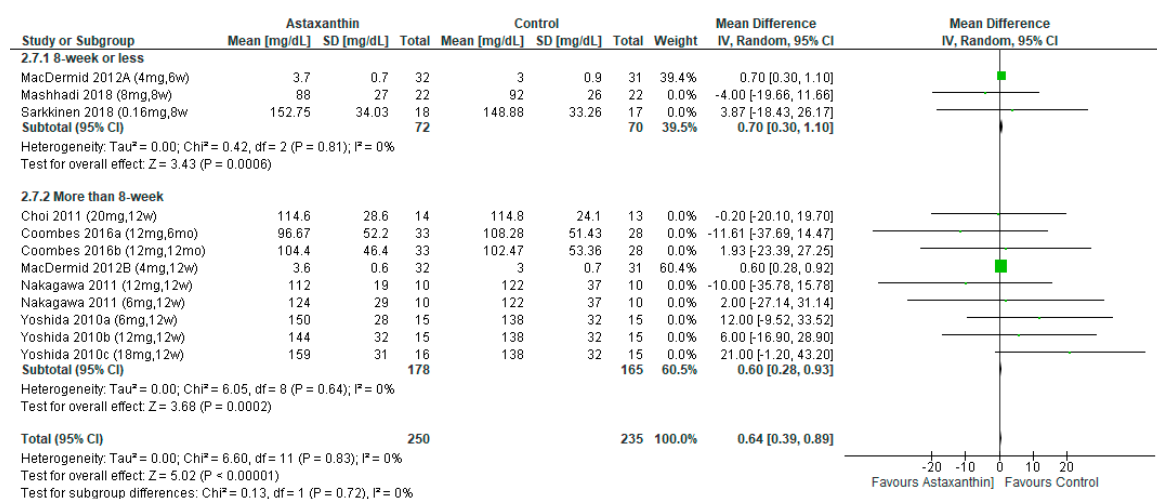 Astaxanthin Control Mean Difference Mean Difference
Study or Subgroup Mean [mg/dL] SD [mg/dL] Total Mean [mg/dL] SD [mg/dL] Total Weight IV, Random, 95% CI IV, Random, 95% CI
2.7.1 8-week or less
MacDermid 2012A (4mg,6w) 3.7 0.7 32 3 0.9 31 39.4% 0.70 [0.30, 1.10]
Mashhadi 2018 (8mg,8w) 88 27 22 92 26 22 0.0% -4.00 [-19.66, 11.66]
Sarkkinen 2018 (0.16mg,8w 152.75 34.03 18 148.88 33.26 17 0.0% 3.87 [-18.43, 26.17]
Subtotal (95% CI) 72 70 39.5% 0.70 [0.30, 1.10]
Heterogeneity: Tau² = 0.00; Chi² = 0.42, df = 2 (P = 0.81); I² = 0%
Test for overall effect: Z = 3.43 (P = 0.0006)
2.7.2 More than 8-week
Choi 2011 (20mg,12w) 114.6 28.6 14 114.8 24.1 13 0.0% -0.20 [-20.10, 19.70]
Coombes 2016a (12mg,6mo) 96.67 52.2 33 108.28 51.43 28 0.0% -11.61 [-37.69, 14.47]
Coombes 2016b (12mg,12mo) 104.4 46.4 33 102.47 53.36 28 0.0% 1.93 [-23.39, 27.25]
MacDermid 2012B (4mg,12w) 3.6 0.6 32 3 0.7 31 60.4% 0.60 [0.28, 0.92]
Nakagawa 2011 (12mg,12w) 112 19 10 122 37 10 0.0% -10.00 [-35.78, 15.78]
Nakagawa 2011 (6mg,12w) 124 29 10 122 37 10 0.0% 2.00 [-27.14, 31.14]
Yoshida 2010a (6mg,12w) 150 28 15 138 32 15 0.0% 12.00 [-9.52, 33.52]
Yoshida 2010b (12mg,12w) 144 32 15 138 32 15 0.0% 6.00 [-16.90, 28.90]
Yoshida 2010c (18mg,12w) 159 31 16 138 32 15 0.0% 21.00 [-1.20, 43.20]
Subtotal (95% CI) 178 165 60.5% 0.60 [0.28, 0.93]
Heterogeneity: Tau² = 0.00; Chi² = 6.05, df = 8 (P = 0.64); I² = 0%
Test for overall effect: Z = 3.68 (P = 0.0002)
Total (95% CI) 250 235 100.0% 0.64 [0.39, 0.89]
Heterogeneity: Tau² = 0.00; Chi² = 6.60, df = 11 (P = 0.83); I² = 0%
Test for overall effect: Z = 5.02 (P < 0.00001)
Test for subgroup differences: Chi² = 0.13, df = 1 (P = 0.72), I² = 0%
-20 -10 0 10 20
Favours Astaxanthin] Favours Control